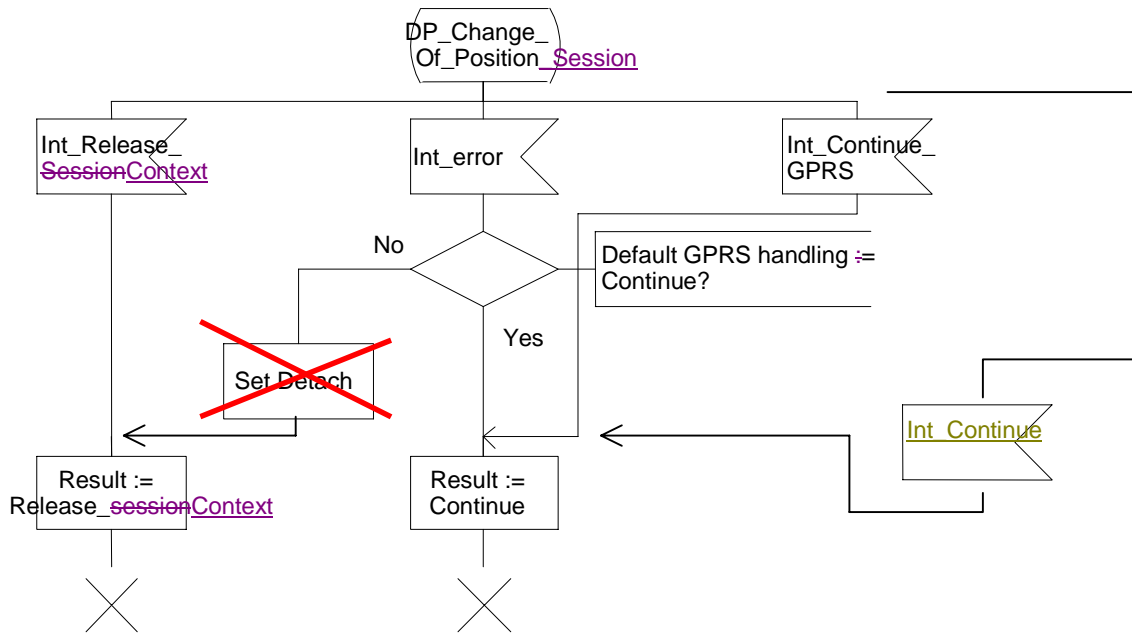 DP_Change_
Of_Position_Session
Int_Release_
SessionContext
Int_error
Int_Continue_
GPRS
No
Default GPRS handling :=
Continue?
Yes
Set Detach
Int_Continue
Result :=
Release_sessionContext
Result :=
Continue